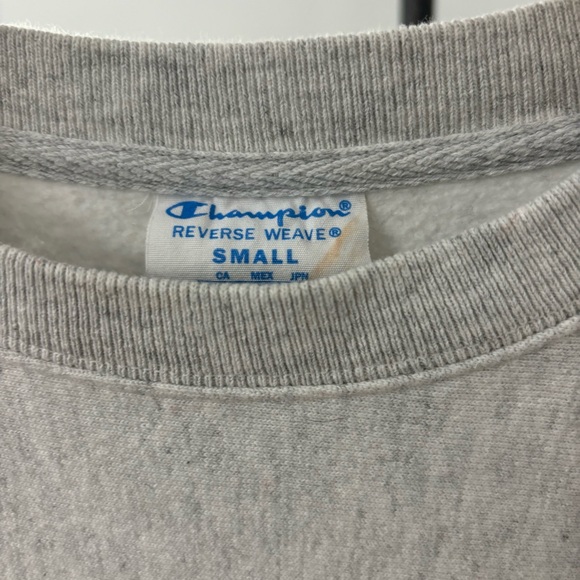 Champion®
REVERSE WEAVE®
SMALL
CA MEX JPN